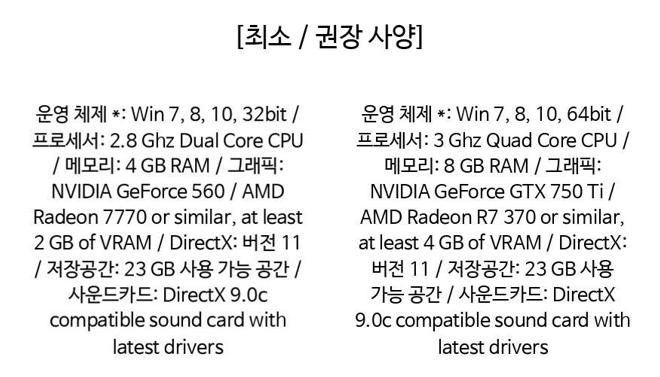 [최소 / 권장 사양]
운영 체제 *: Win 7, 8, 10, 32bit /
프로세서: 2.8 Ghz Dual Core CPU
/ 메모리: 4 GB RAM / 그래픽:
NVIDIA GeForce 560 / AMD
Radeon 7770 or similar, at least
2 GB of VRAM / DirectX: 버전 11
/ 저장공간: 23 GB 사용 가능 공간 /
사운드카드: DirectX 9.0c
compatible sound card with
latest drivers
운영 체제 *: Win 7, 8, 10, 64bit /
프로세서: 3 Ghz Quad Core CPU /
메모리: 8 GB RAM / 그래픽:
NVIDIA GeForce GTX 750 Ti /
AMD Radeon R7 370 or similar,
at least 4 GB of VRAM / DirectX:
버전 11 / 저장공간: 23 GB 사용
가능 공간 / 사운드카드: DirectX
9.0c compatible sound card with
latest drivers